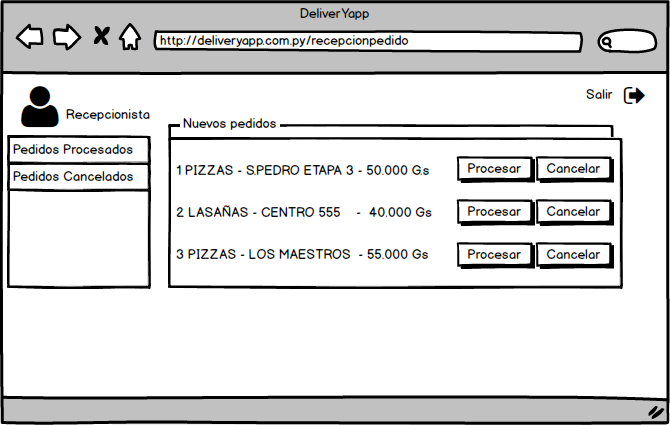 DeliverYapp
http://deliveryapp.com.py/recepcionpedido
Salir
Recepcionista
Pedidos Procesados
Pedidos Cancelados
Nuevos pedidos
1 PIZZAS - S.PEDRO ETAPA 3 - 50.000 G.s Procesar Cancelar
2 LASAÑAS - CENTRO 555 - 40.000 Gs Procesar Cancelar
3 PIZZAS - LOS MAESTROS - 55.000 Gs Procesar Cancelar